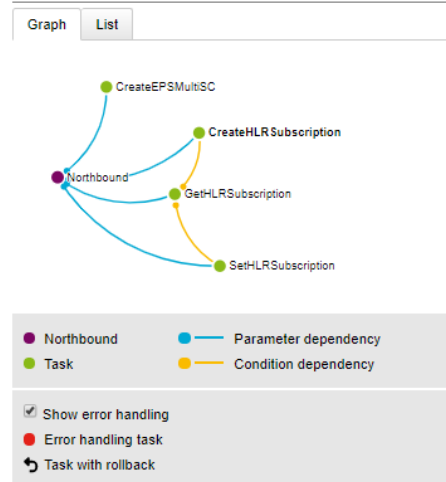 Graph List
CreateEPSMultiSC
CreateHLRSubscription
Northbound
GetHLRSubscription
SetHLRSubscription
Northbound Parameter dependency
Task Condition dependency
Show error handling
Error handling task
Task with rollback